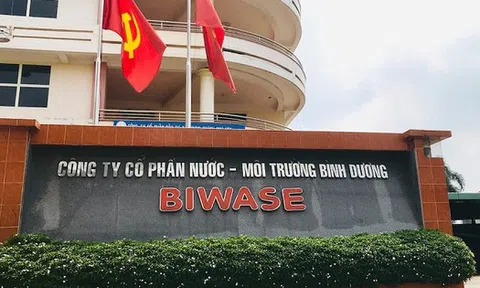 CÔNG TY CỔ PHẦN NƯỚC - MÔI TRƯỜNG BÌNH DƯƠNG
BIWASE